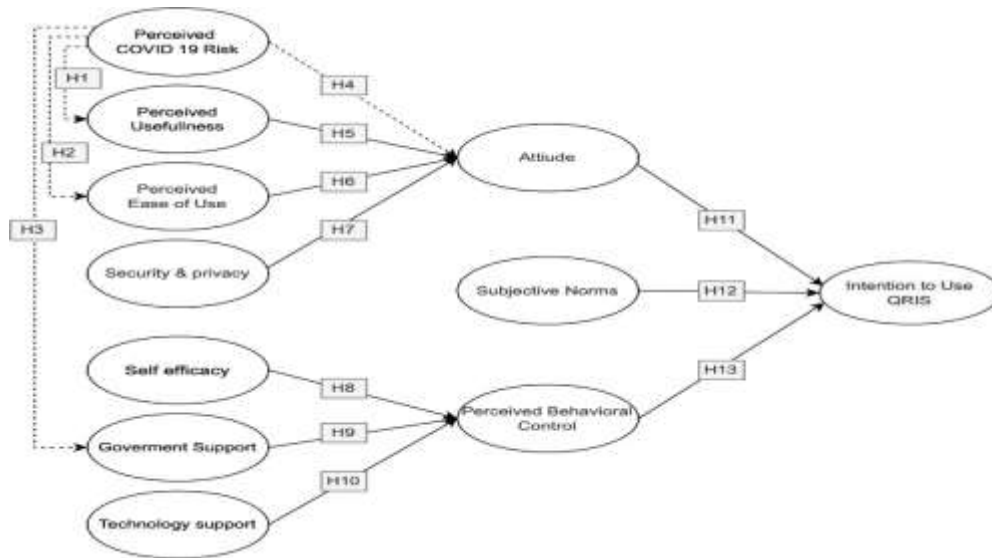 Perceived
COVID 19 Risk
H1
H4
Perceived
Usefullness
H5
H2
Attiude
Perceived
Ease of Use
H6
H3
H7
H11
Security & privacy
Subjective Norms
H12
Intention to Use
QRIS
Self efficacy
H8
H13
Perceived Behavioral
Control
Goverment Support
H9
H10
Technology support